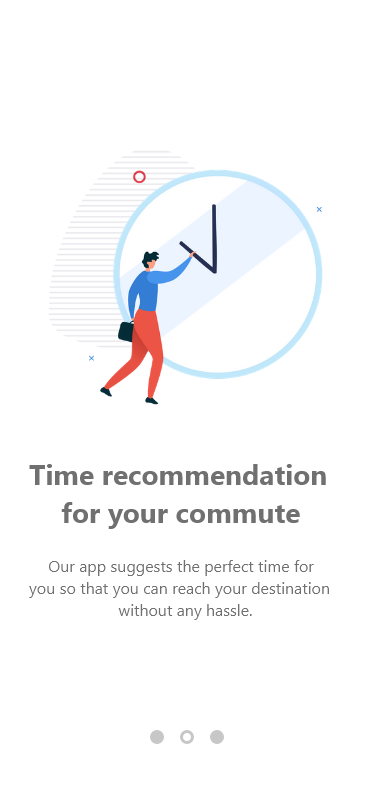 Time recommendation
for your commute
Our app suggests the perfect time for
you so that you can reach your destination
without any hassle.